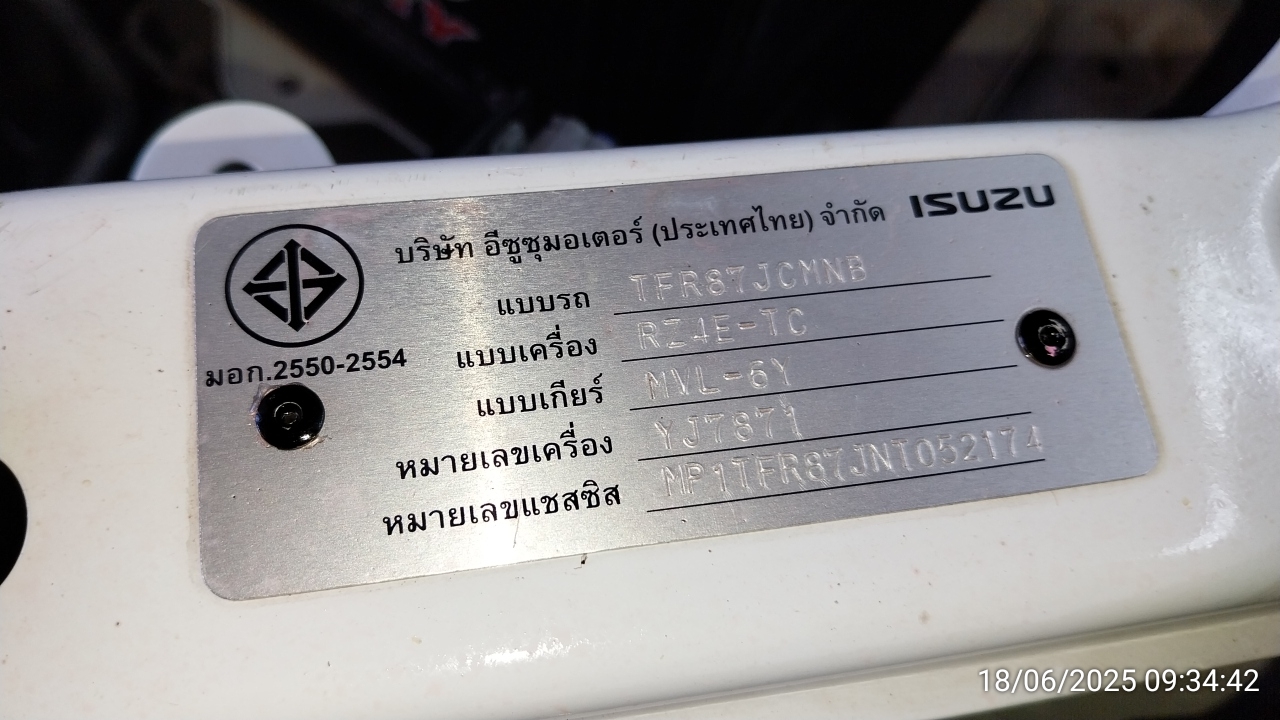 บริษัท อีซูซุมอเตอร์ (ประเทศไทย) จำกัด ISUZU
แบบรถ TFR87JCMNB
มอก.2550-2554
แบบเครื่อง RZ4E-TC
แบบเกียร์ MVL-6Y
หมายเลขเครื่อง YJ7871
หมายเลขแชสซิส MP1TFR87JNT052174
18/06/2025 09:34:42